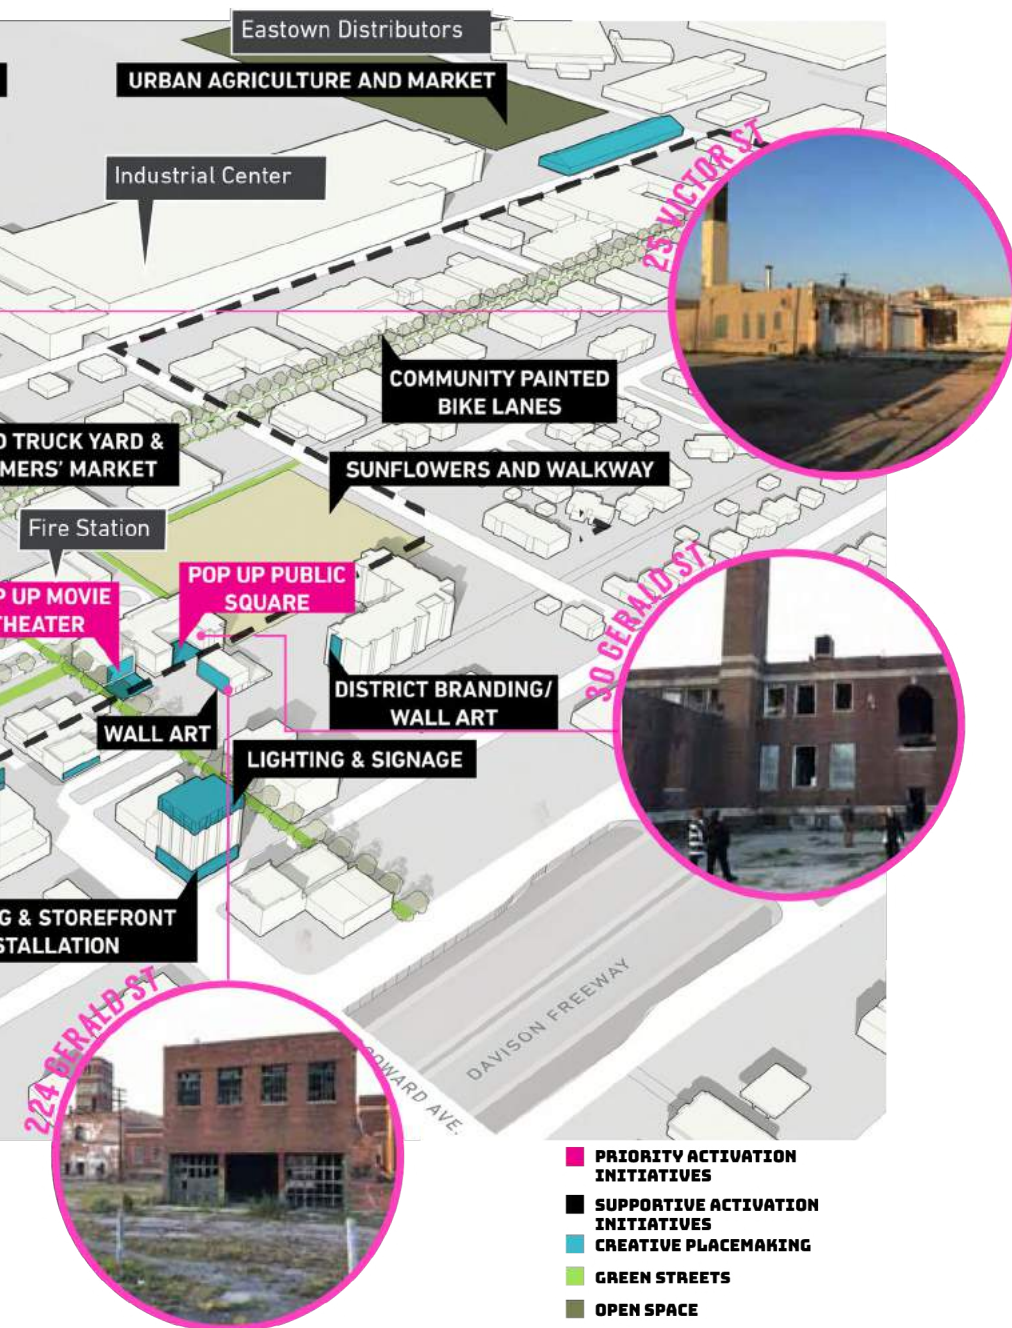 Eastown Distributors
URBAN AGRICULTURE AND MARKET
Industrial Center
25 VICTOR ST
COMMUNITY PAINTED
BIKE LANES
TRUCK YARD &
MERS' MARKET
SUNFLOWERS AND WALKWAY
Fire Station
POP UP PUBLIC
SQUARE
P UP MOVIE
THEATER
30 GERALD ST
DISTRICT BRANDING/
WALL ART
WALL ART
LIGHTING & SIGNAGE
G & STOREFRONT
STALLATION
224 GERALD ST
DAVISON FREEWAY
ODWARD AVE.
PRIORITY ACTIVATION
INITIATIVES
SUPPORTIVE ACTIVATION
INITIATIVES
CREATIVE PLACEMAKING
GREEN STREETS
OPEN SPACE